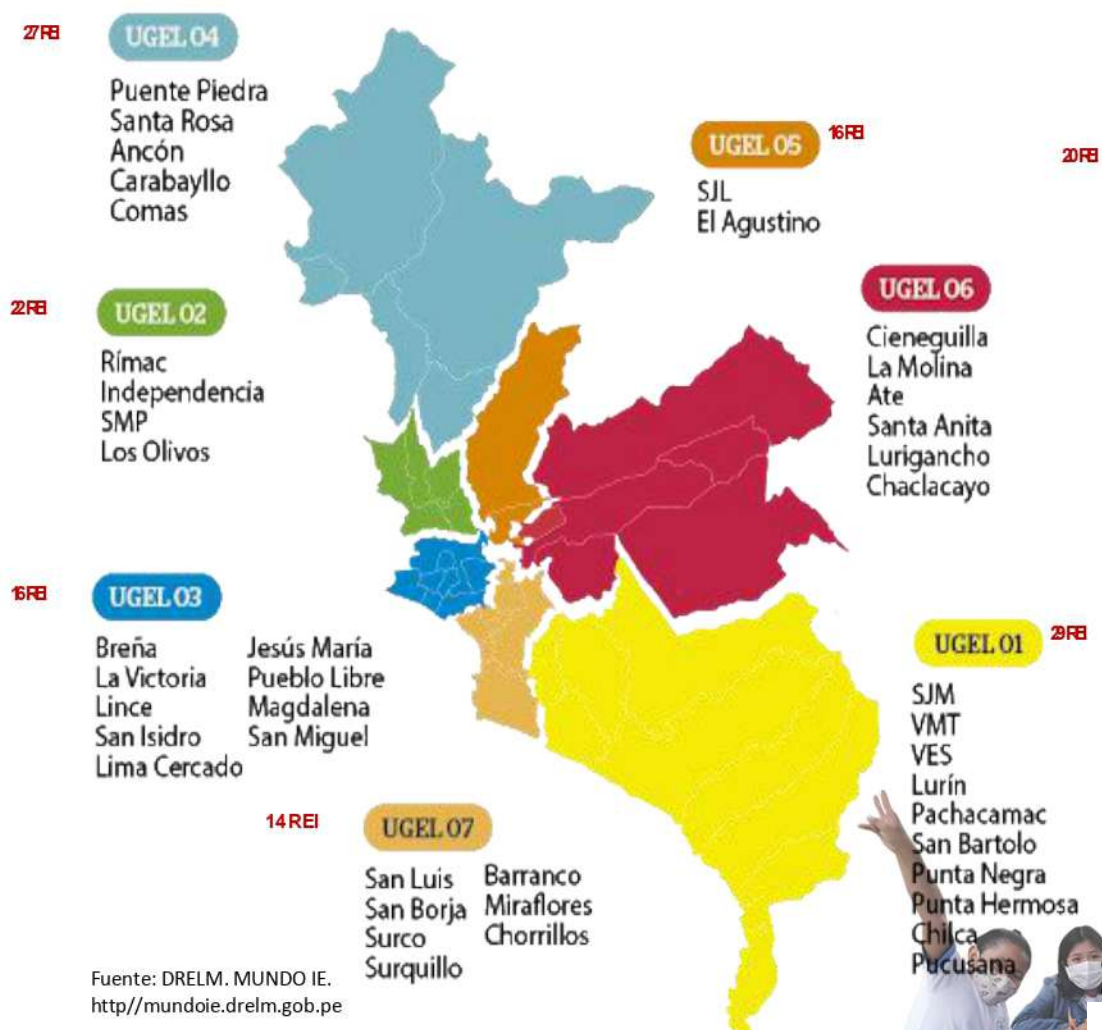 27 REI
UGEL 04
Puente Piedra
Santa Rosa
Ancón
Carabayllo
Comas
UGEL 05
16 REI
SJL
El Agustino
20 REI
UGEL 06
Cieneguilla
La Molina
Ate
Santa Anita
Lurigancho
Chaclacayo
22 REI
UGEL 02
Rímac
Independencia
SMP
Los Olivos
16 REI
UGEL 03
Breña
La Victoria
Lince
San Isidro
Lima Cercado
Jesús María
Pueblo Libre
Magdalena
San Miguel
UGEL 01
29 REI
SJM
VMT
VES
Lurín
Pachacamac
San Bartolo
Punta Negra
Punta Hermosa
Chilca
Pucusana
14 REI
UGEL 07
San Luis
San Borja
Surco
Surquillo
Barranco
Miraflores
Chorrillos
Fuente: DRELM. MUNDO IE.
http//mundoie.drelm.gob.pe